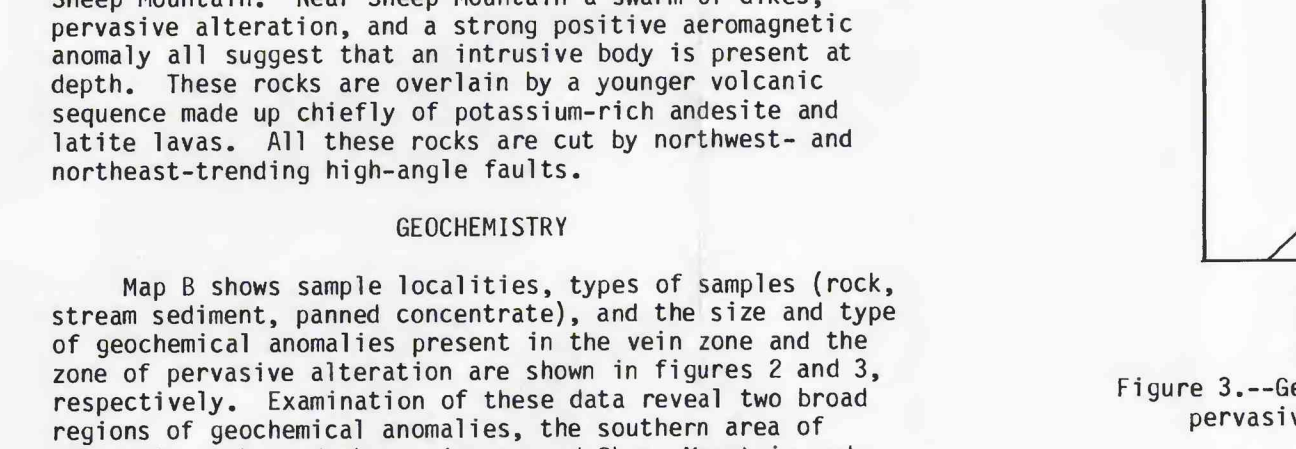 Sheep Mountain. Near Sheep Mountain a swarm of dikes,
pervasive alteration, and a strong positive aeromagnetic
anomaly all suggest that an intrusive body is present at
depth. These rocks are overlain by a younger volcanic
sequence made up chiefly of potassium-rich andesite and
latite lavas. All these rocks are cut by northwest- and
northeast-trending high-angle faults.
GEOCHEMISTRY
Map B shows sample localities, types of samples (rock,
stream sediment, panned concentrate), and the size and type
of geochemical anomalies present in the vein zone and the
zone of pervasive alteration are shown in figures 2 and 3,
respectively. Examination of these data reveal two broad
regions of geochemical anomalies, the southern area of
Figure 3.--Ge
pervasiv